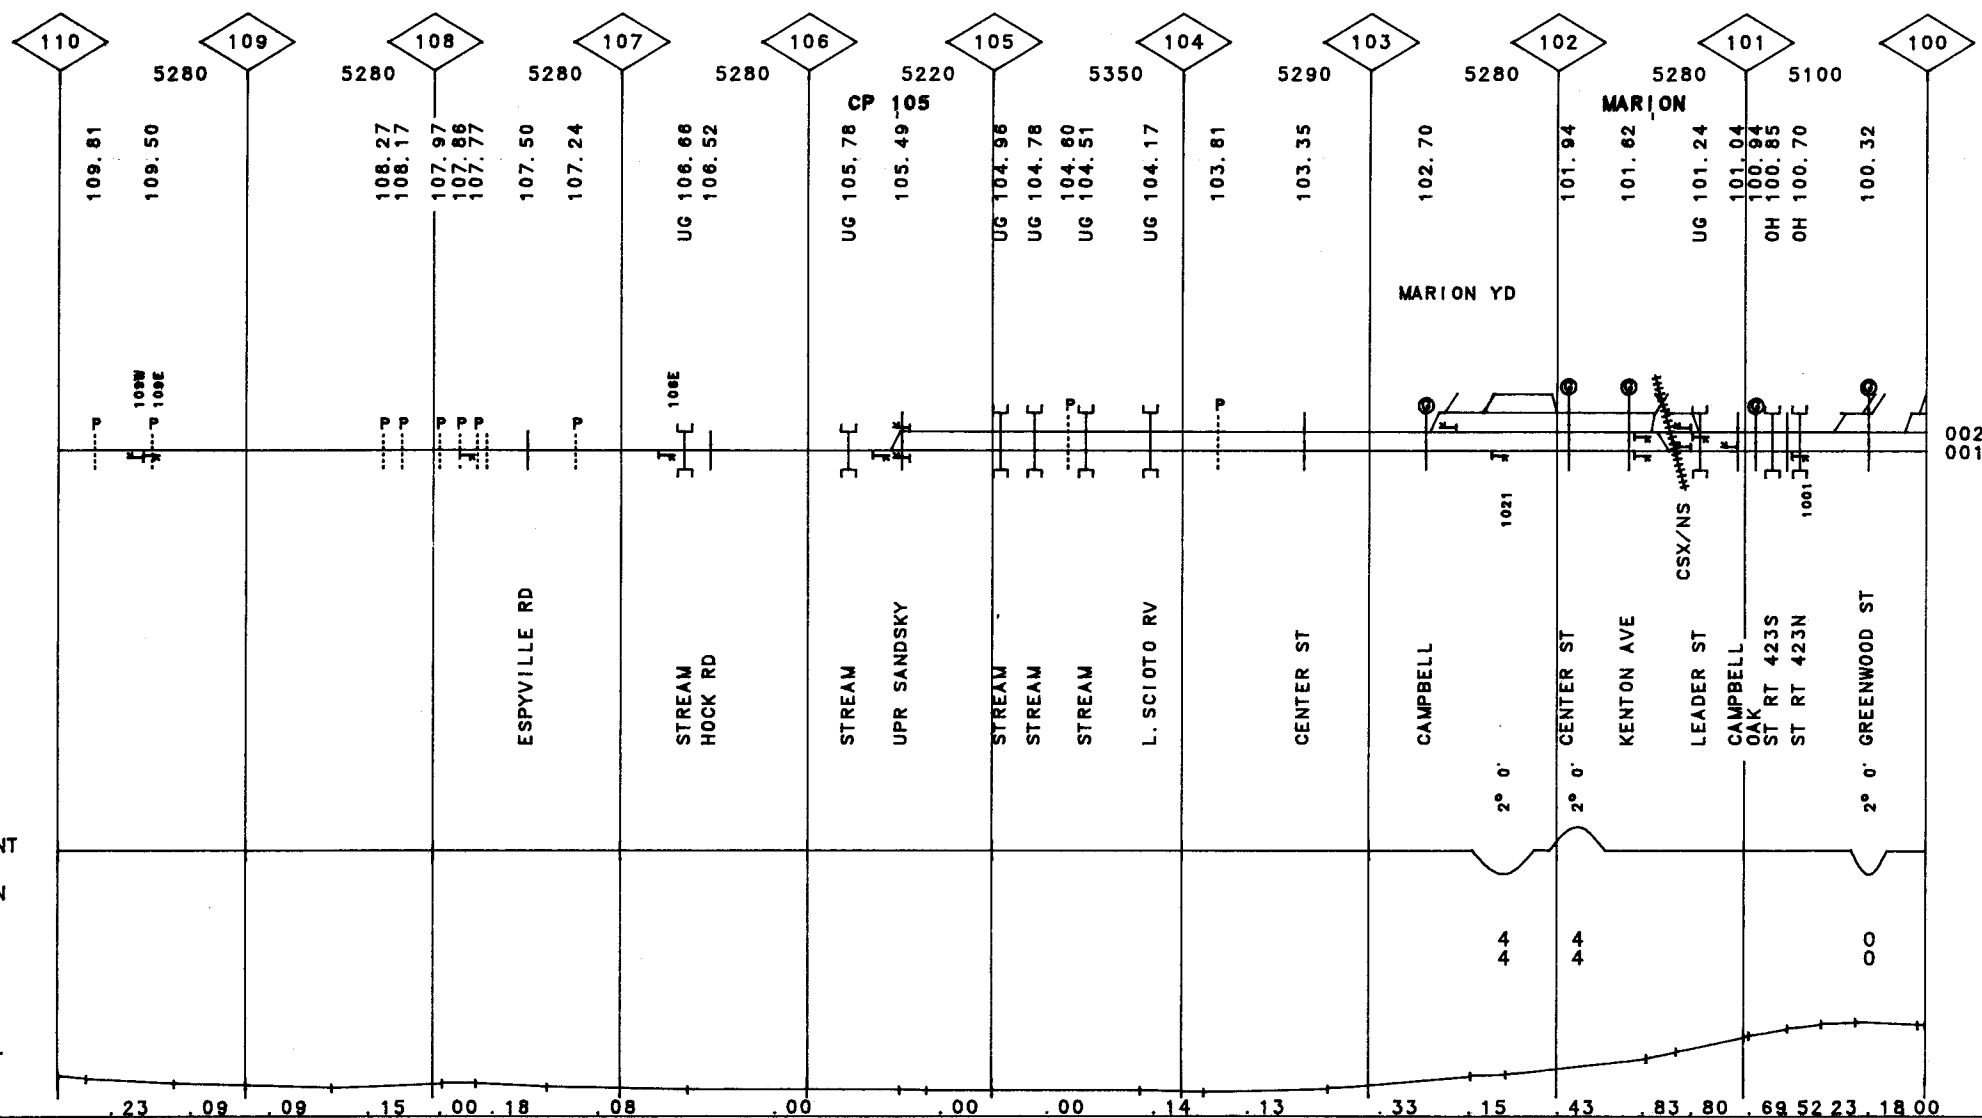 110 109 108 107 106 105 104 103 102 101 100
5280 5280 5280 5280 5220 5350 5290 5280 5280 5100
CP 105 MARION
109.81
109.50
108.27
108.17
107.97
107.86
107.77
107.50
107.24
UG 106.66
106.52
UG 105.78
105.49
UG 104.96
UG 104.78
104.60
UG 104.51
UG 104.17
103.81
103.35
102.70
101.94
101.62
UG 101.24
101.04
100.94
OH 100.85
OH 100.70
100.32
MARION YD
109W
109E
106E
P P P P P P P P P P
G G G G G
002
001
1021
1001
CSX/NS
ESPYVILLE RD
STREAM
HOCK RD
STREAM
UPR SANDSKY
STREAM
STREAM
STREAM
L.SCIOTO RV
CENTER ST
CAMPBELL
CENTER ST
KENTON AVE
LEADER ST
CAMPBELL
OAK
ST RT 423S
ST RT 423N
GREENWOOD ST
2° 0'
2° 0'
2° 0'
NT
N
4 4 0
4 4 0
.23 .09 .09 .15 .00 .18 .08 .00 .00 .00 .14 .13 .33 .15 .43 .83 .80 .69 .52 .23 .18 .00